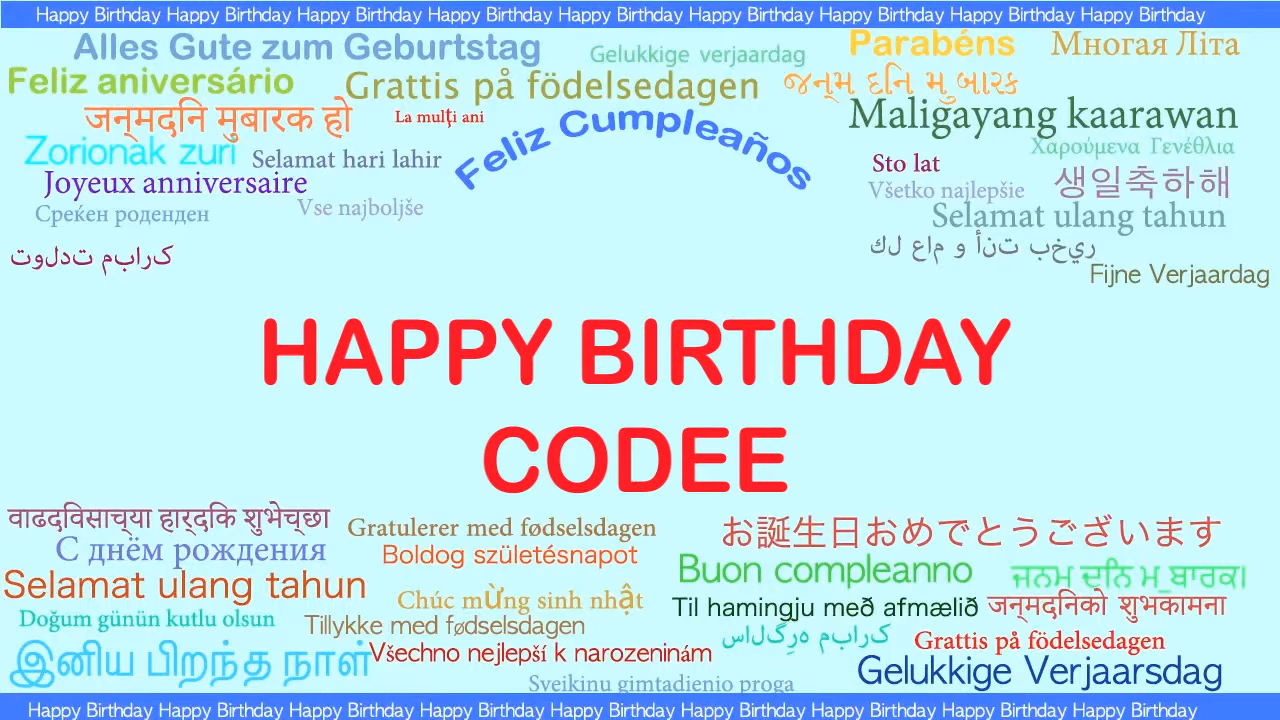 Happy Birthday Happy Birthday Happy Birthday Happy Birthday Happy Birthday Happy Birthday Happy Birthday Happy Birthday Happy Birthday
Alles Gute zum Geburtstag
Gelukkige verjaardag
Parabéns
Многая Літа
Feliz aniversário
Grattis på födelsedagen
જન્મ દિન મુબારક
जन्मदिन मुबारक हो
La mulţi ani
Feliz Cumpleaños
Maligayang kaarawan
Zorionak zuri
Selamat hari lahir
Χαρούμενα Γενέθλια
Sto lat
Joyeux anniversaire
Všetko najlepšie
생일축하해
Среќен роденден
Vse najboljše
Selamat ulang tahun
تولدت مبارک
كل عام و أنت بخير
Fijne Verjaardag
HAPPY BIRTHDAY
CODEE
वाढदिवसाच्या हार्दिक शुभेच्छा
Gratulerer med fødselsdagen
お誕生日おめでとうございます
С днём рождения
Boldog születésnapot
Buon compleanno
ਜਨਮ ਦਿਨ ਮੁਬਾਰਕ।
Selamat ulang tahun
Chúc mừng sinh nhật
Til hamingju með afmælið
जन्मदिनको शुभकामना
Doğum günün kutlu olsun
Tillykke med fødselsdagen
سالگرہ مبارک
Grattis på födelsedagen
இனிய பிறந்த நாள்
Všechno nejlepší k narozeninám
Gelukkige Verjaarsdag
Sveikinu gimtadienio proga
Happy Birthday Happy Birthday Happy Birthday Happy Birthday Happy Birthday Happy Birthday Happy Birthday Happy Birthday Happy Birthday